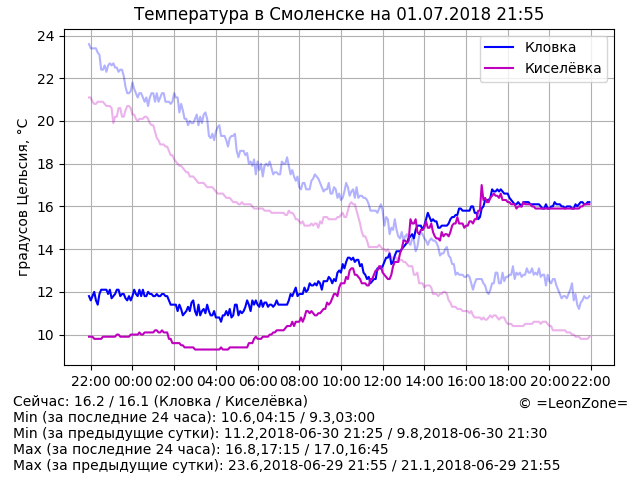 Температура в Смоленске на 01.07.2018 21:55
Кловка
Киселёвка
градусов Цельсия, °C
24
22
20
18
16
14
12
10
22:00 00:00 02:00 04:00 06:00 08:00 10:00 12:00 14:00 16:00 18:00 20:00 22:00
Сейчас: 16.2 / 16.1 (Кловка / Киселёвка)
© =LeonZone=
Min (за последние 24 часа): 10.6,04:15 / 9.3,03:00
Min (за предыдущие сутки): 11.2,2018-06-30 21:25 / 9.8,2018-06-30 21:30
Max (за последние 24 часа): 16.8,17:15 / 17.0,16:45
Max (за предыдущие сутки): 23.6,2018-06-29 21:55 / 21.1,2018-06-29 21:55